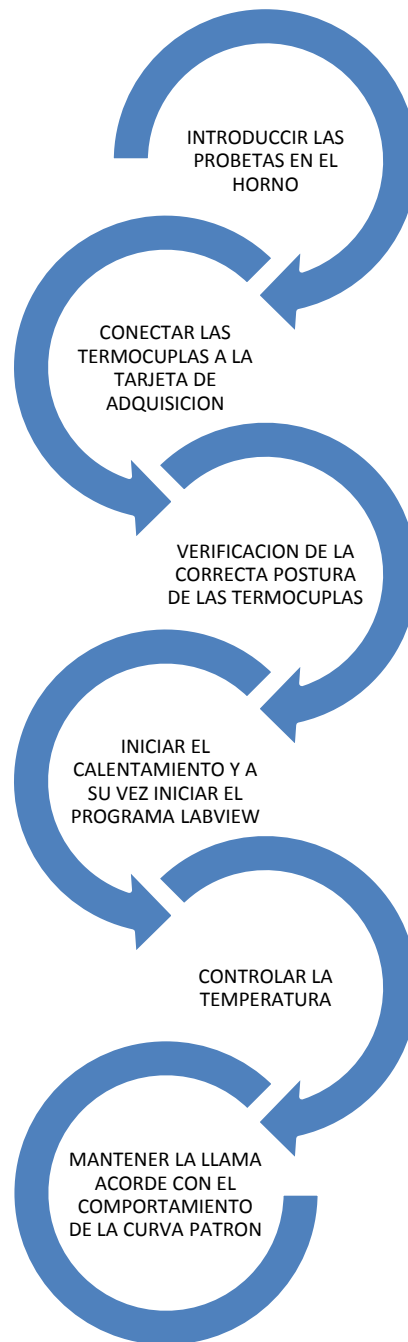 INTRODUCCIR LAS
PROBETAS EN EL
HORNO
CONECTAR LAS
TERMOCUPLAS A LA
TARJETA DE
ADQUISICION
VERIFICACION DE LA
CORRECTA POSTURA
DE LAS TERMOCUPLAS
INICIAR EL
CALENTAMIENTO Y A
SU VEZ INICIAR EL
PROGRAMA LABVIEW
CONTROLAR LA
TEMPERATURA
MANTENER LA LLAMA
ACORDE CON EL
COMPORTAMIENTO
DE LA CURVA PATRON